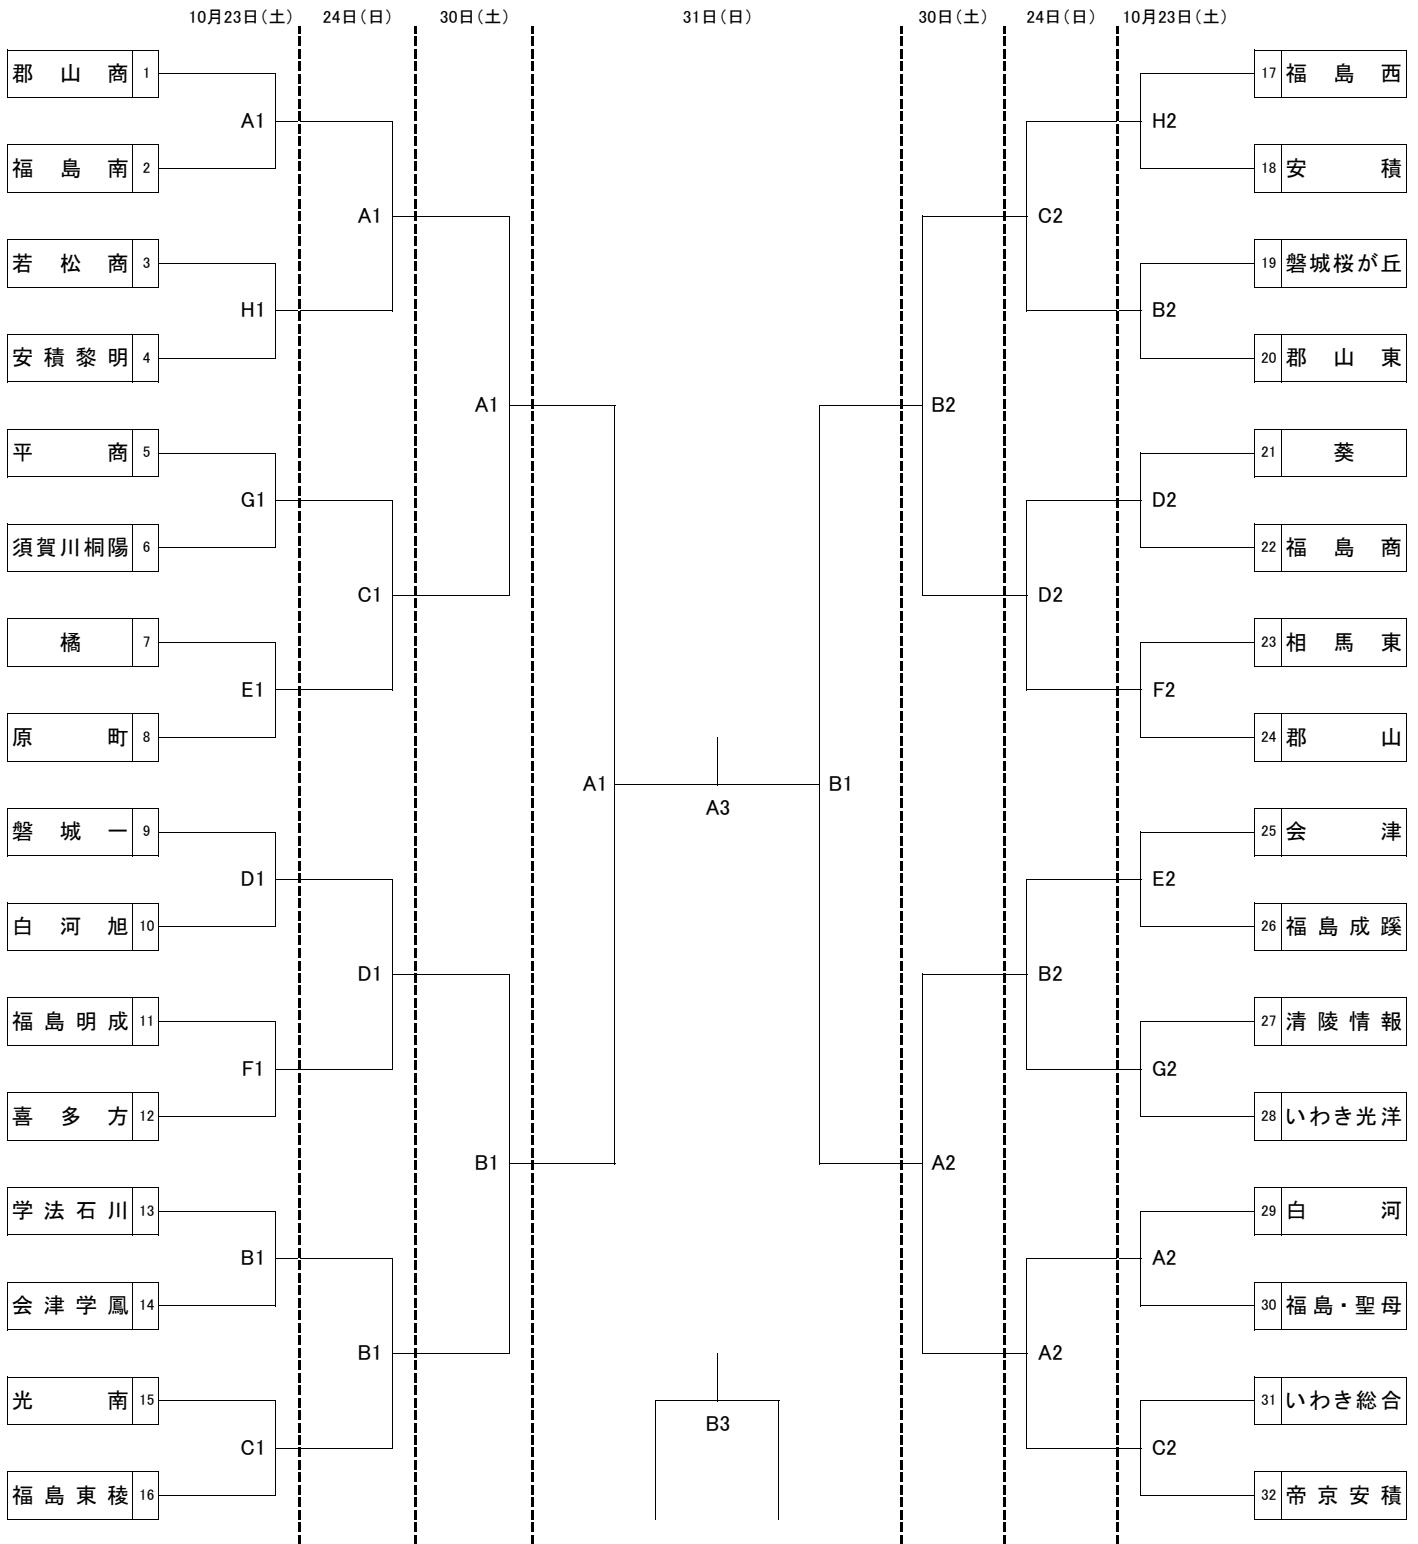 10月23日（土） 24日（日） 30日（土） 31日（日） 30日（土） 24日（日） 10月23日（土）
郡山商 1
A1
福島南 2
A1
若松商 3
H1
安積黎明 4
A1
平商 5
G1
須賀川桐陽 6
C1
橘 7
E1
原町 8
A1
磐城一 9
D1
白河旭 10
D1
福島明成 11
F1
喜多方 12
B1
学法石川 13
B1
会津学鳳 14
B1
光南 15
C1
福島東稜 16
A3
B3
17 福島西
H2
18 安積
C2
19 磐城桜が丘
B2
20 郡山東
B2
21 葵
D2
22 福島商
D2
23 相馬東
F2
24 郡山
B1
25 会津
E2
26 福島成蹊
B2
27 清陵情報
G2
28 いわき光洋
A2
29 白河
A2
30 福島・聖母
A2
31 いわき総合
C2
32 帝京安積